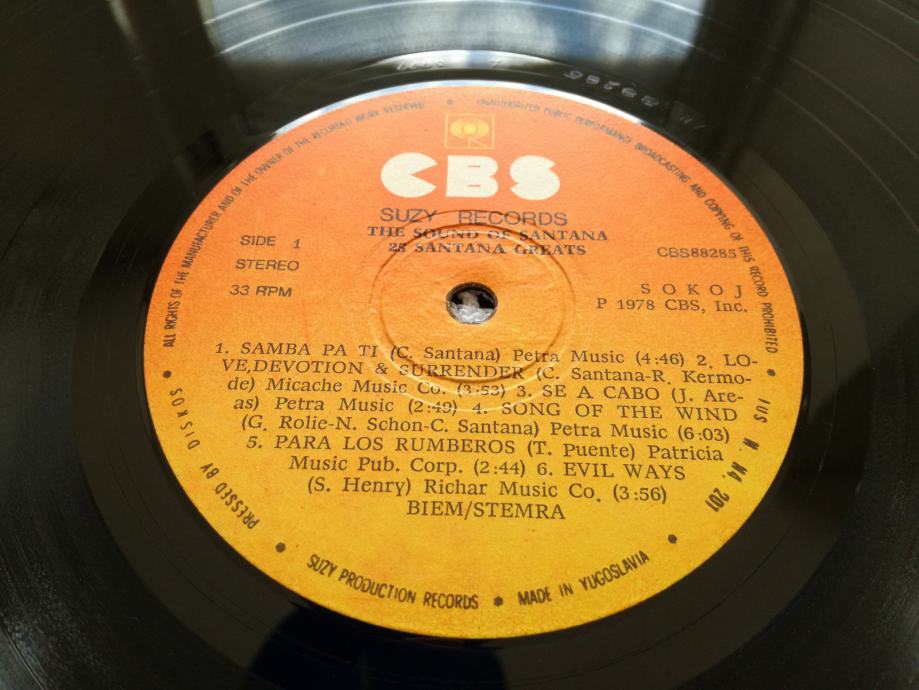 CBS
SUZY RECORDS
THE SOUND OF SANTANA
25 SANTANA GREATS
SIDE 1
STEREO
33 RPM
CBS88285
SOKOJ
P 1978 CBS, Inc.
1. SAMBA PA TI (C. Santana) Petra Music (4:46) 2. LO-
VE,DEVOTION & SURRENDER (C. Santana-R. Kermo-
de) Micache Music Co. (3:53) 3. SE A CABO (J. Are-
as) Petra Music (2:49) 4. SONG OF THE WIND
(G. Rolie-N. Schon-C. Santana) Petra Music (6:03)
5. PARA LOS RUMBEROS (T. Puente) Patricia
Music Pub. Corp. (2:44) 6. EVIL WAYS
(S. Henry) Richar Music Co. (3:56)
BIEM/STEMRA
ALL RIGHTS OF THE MANUFACTURER AND OF THE OWNER OF THE RECORDED WORK RESERVED
UNAUTHORIZED PUBLIC PERFORMANCE BROADCASTING AND COPYING OF THIS RECORD PROHIBITED
JUS N. N4. 201
MADE IN YUGOSLAVIA
SUZY PRODUCTION RECORDS
PRESSED BY DISKOS